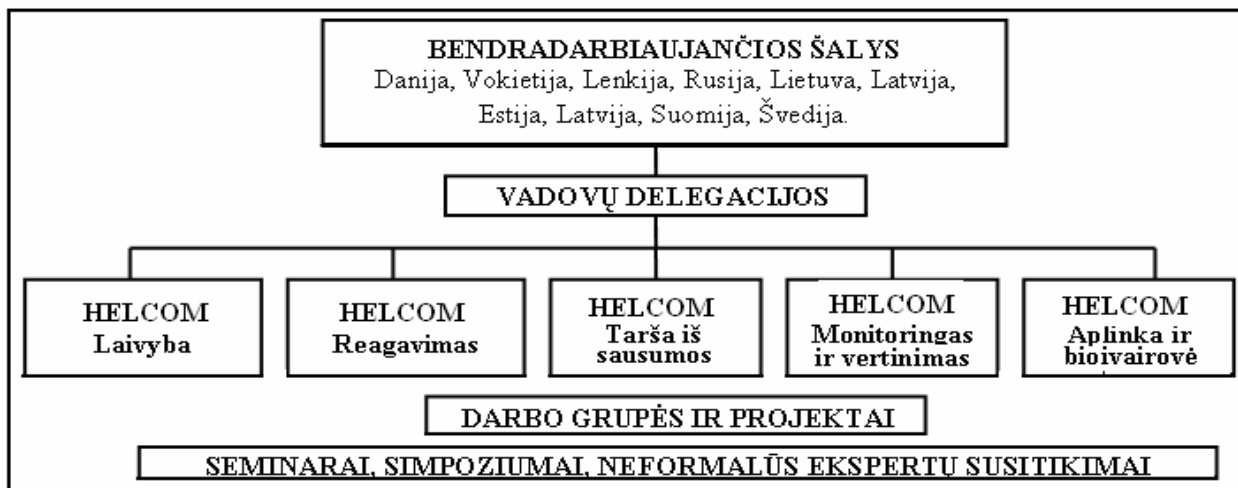 BENDRADARBIAUJANČIOS ŠALYS
Danija, Vokietija, Lenkija, Rusija, Lietuva, Latvija,
Estija, Latvija, Suomija, Švedija.
VADOVŲ DELEGACIJOS
HELCOM
Laivyba
HELCOM
Reagavimas
HELCOM
Tarša iš
sausumos
HELCOM
Monitoringas
ir vertinimas
HELCOM
Aplinka ir
bioivairovė
DARBO GRUPĖS IR PROJEKTAI
SEMINARAI, SIMPOZIUMAI, NEFORMALŪS EKSPERTŲ SUSITIKIMAI